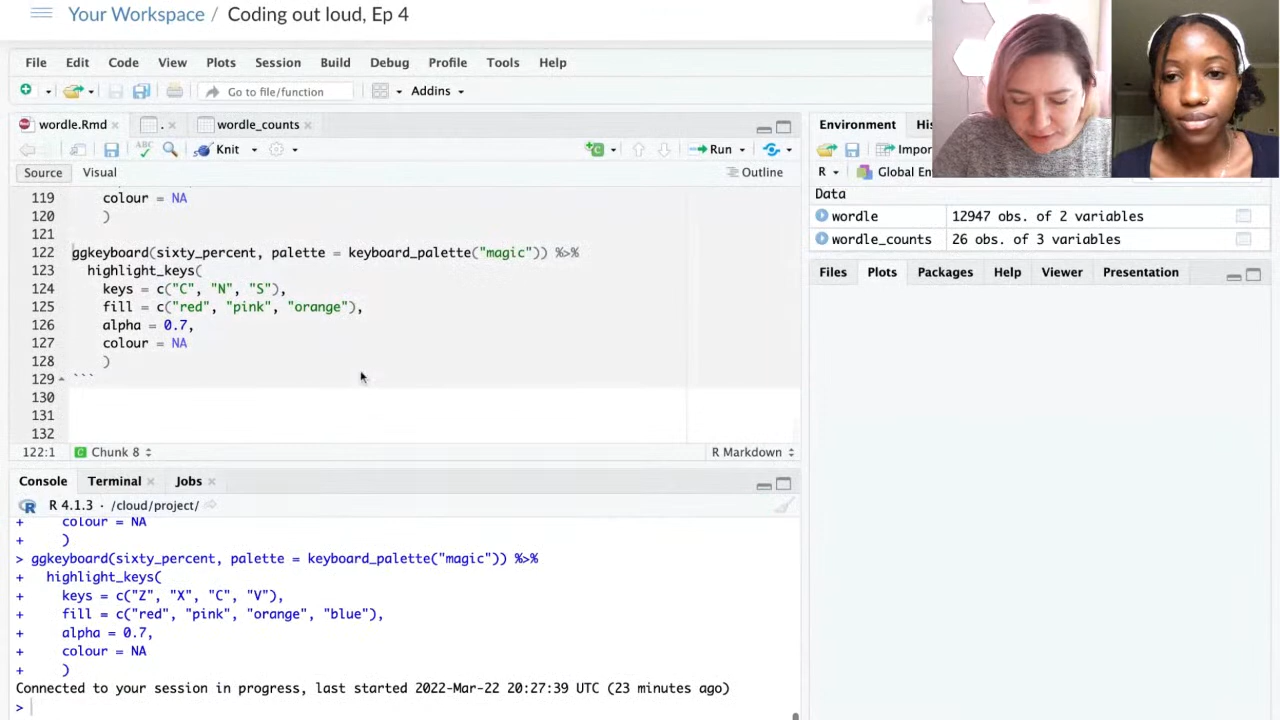 Your Workspace / Coding out loud, Ep 4
File Edit Code View Plots Session Build Debug Profile Tools Help
Go to file/function Addins
wordle.Rmd . wordle_counts
ABC Knit Run
Source Visual Outline
119 colour = NA
120 )
121
122 ggkeyboard(sixty_percent, palette = keyboard_palette("magic")) %>%
123 highlight_keys(
124 keys = c("C", "N", "S"),
125 fill = c("red", "pink", "orange"),
126 alpha = 0.7,
127 colour = NA
128 )
129 ```
130
131
132
122:1 C Chunk 8 R Markdown
Console Terminal Jobs
R R 4.1.3 · /cloud/project/
+ colour = NA
+ )
> ggkeyboard(sixty_percent, palette = keyboard_palette("magic")) %>%
+ highlight_keys(
+ keys = c("Z", "X", "C", "V"),
+ fill = c("red", "pink", "orange", "blue"),
+ alpha = 0.7,
+ colour = NA
+ )
Connected to your session in progress, last started 2022-Mar-22 20:27:39 UTC (23 minutes ago)
>
Environment
R
Data
wordle 12947 obs. of 2 variables
wordle_counts 26 obs. of 3 variables
Files Plots Packages Help Viewer Presentation